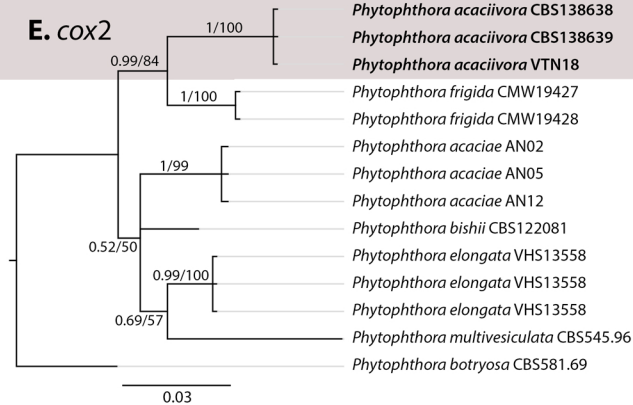 E. cox2
Phytophthora acaciivora CBS138638
1/100
Phytophthora acaciivora CBS138639
0.99/84
Phytophthora acaciivora VTN18
Phytophthora frigida CMW19427
1/100
Phytophthora frigida CMW19428
Phytophthora acaciae AN02
1/99
Phytophthora acaciae AN05
Phytophthora acaciae AN12
Phytophthora bishii CBS122081
0.52/50
Phytophthora elongata VHS13558
0.99/100
Phytophthora elongata VHS13558
Phytophthora elongata VHS13558
0.69/57
Phytophthora multivesiculata CBS545.96
Phytophthora botryosa CBS581.69
0.03